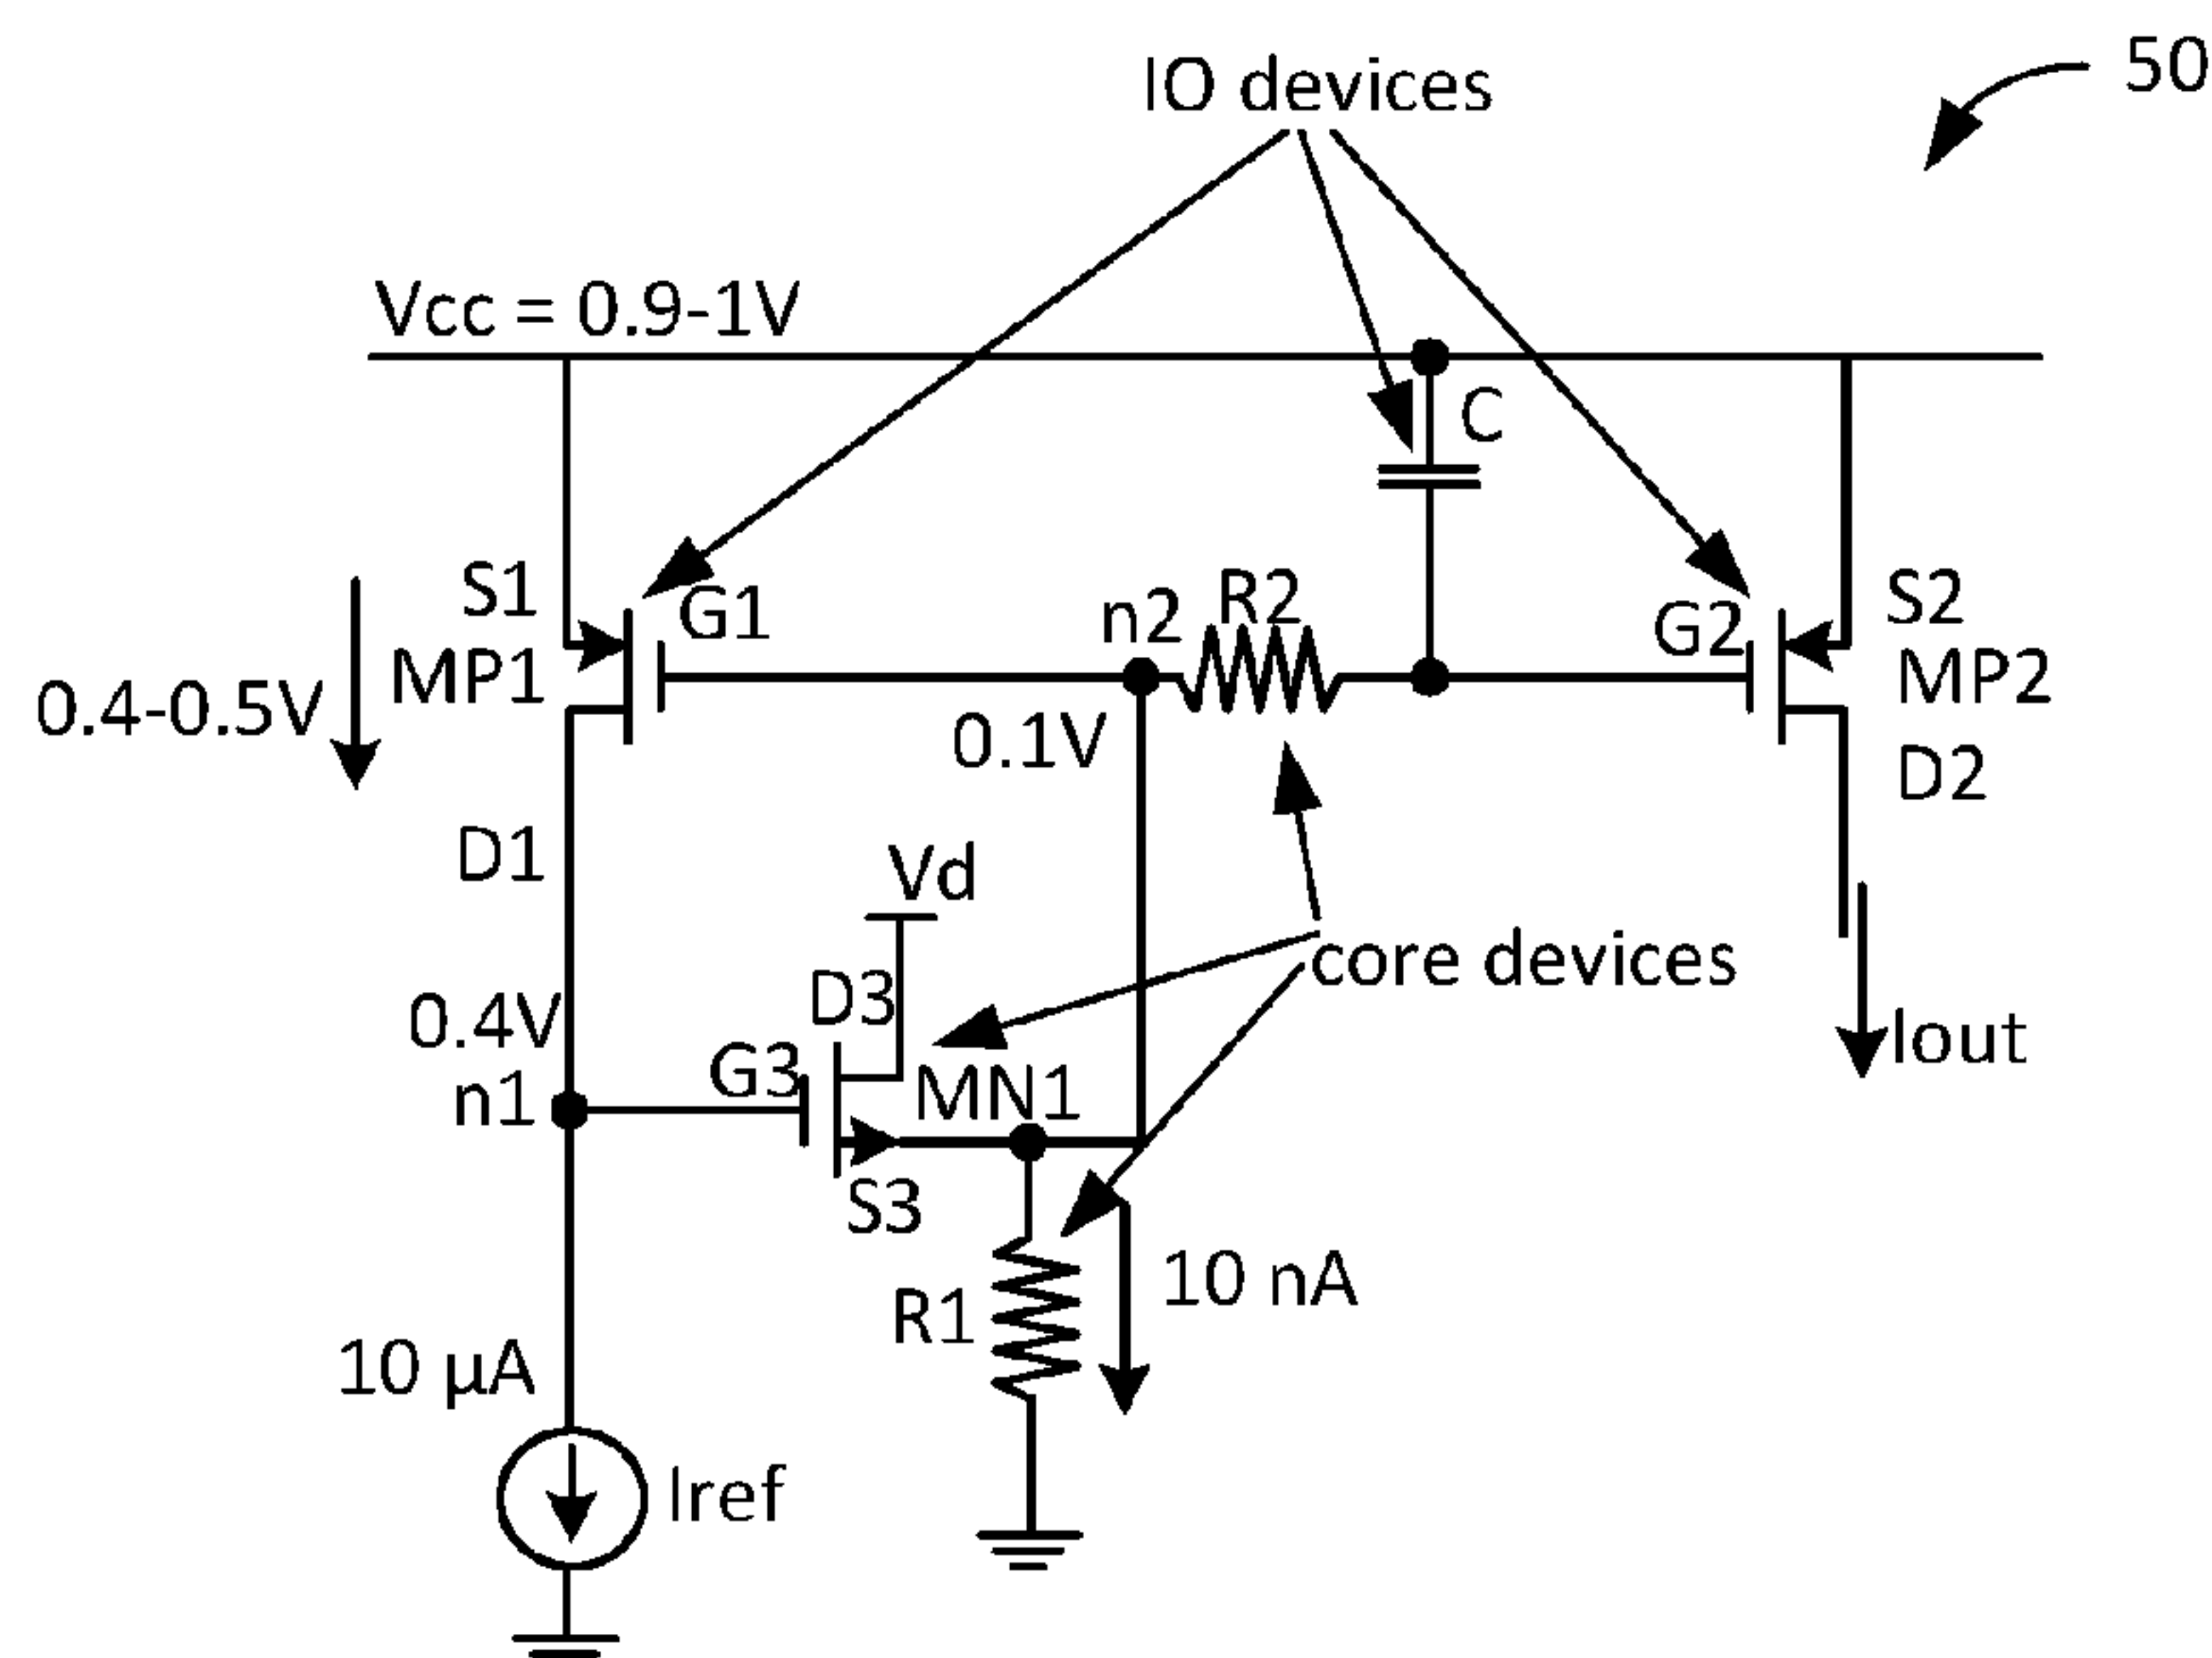 IO devices
50
Vcc = 0.9-1V
C
S1
G1
n2
R2
G2
S2
MP1
MP2
0.4-0.5V
0.1V
D2
D1
Vd
core devices
D3
0.4V
Iout
G3
MN1
n1
S3
10 nA
R1
10 µA
Iref